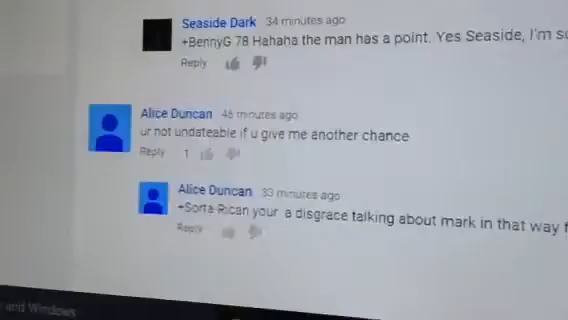 Seaside Dark 34 minutes ago
+BennyG 78 Hahaha the man has a point. Yes Seaside, I'm
Reply
Alice Duncan 46 minutes ago
ur not undateable if u give me another chance
Reply 1
Alice Duncan 33 minutes ago
+Sorta-Rican your a disgrace talking about mark in that way
Reply
and Windows